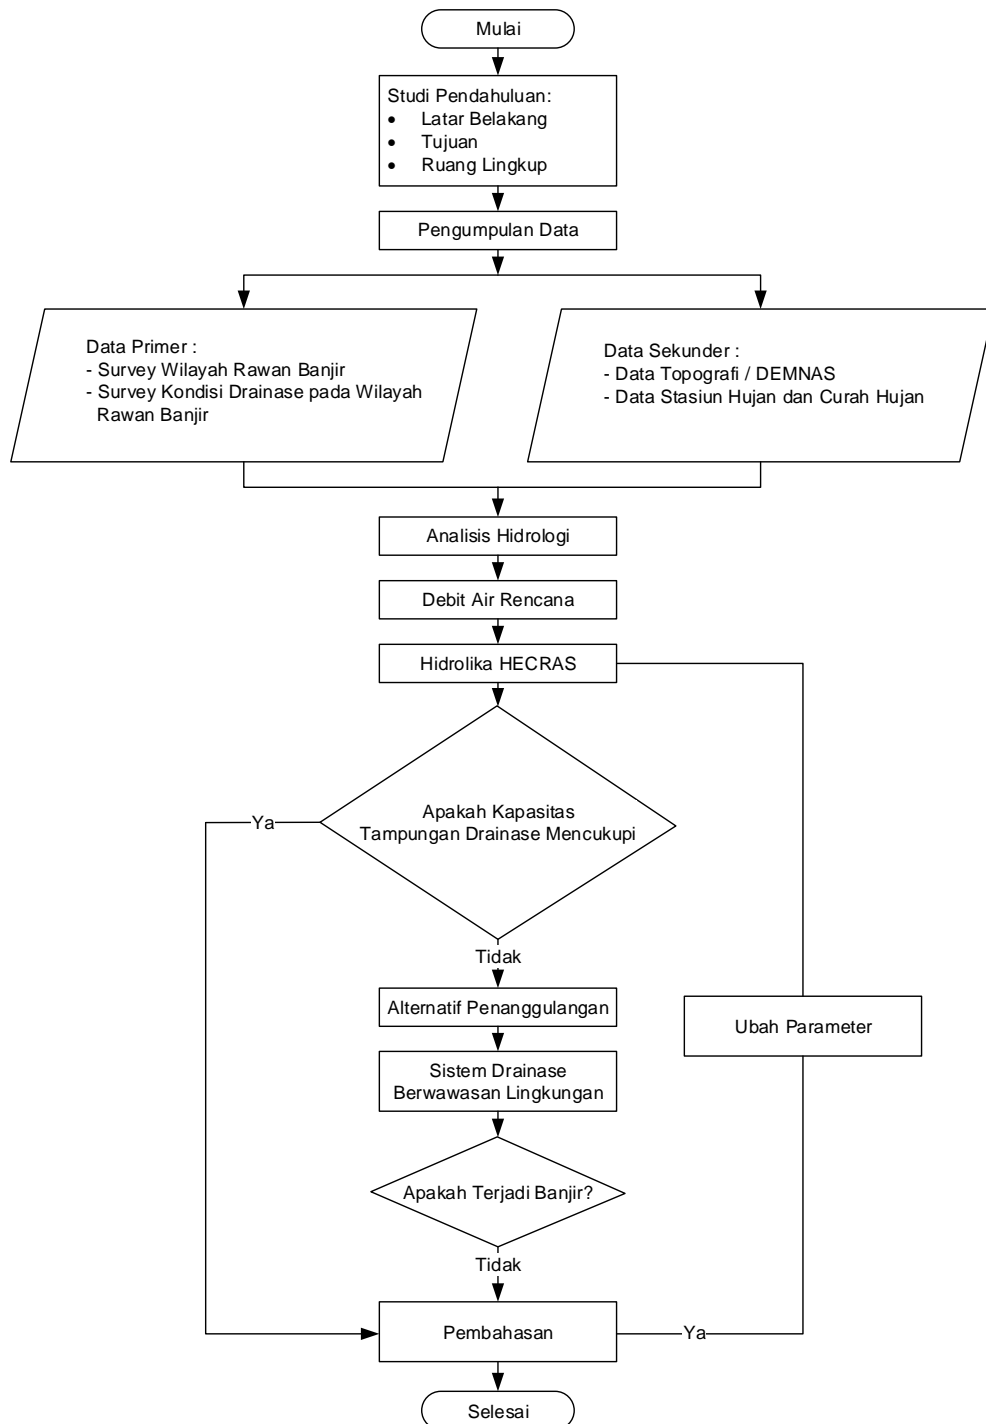 Mulai
Studi Pendahuluan:
• Latar Belakang
• Tujuan
• Ruang Lingkup
Pengumpulan Data
Data Primer :
- Survey Wilayah Rawan Banjir
- Survey Kondisi Drainase pada Wilayah
Rawan Banjir
Data Sekunder :
- Data Topografi / DEMNAS
- Data Stasiun Hujan dan Curah Hujan
Analisis Hidrologi
Debit Air Rencana
Hidrolika HECRAS
Apakah Kapasitas
Tampungan Drainase Mencukupi
Ya
Tidak
Alternatif Penanggulangan
Ubah Parameter
Sistem Drainase
Berwawasan Lingkungan
Apakah Terjadi Banjir?
Tidak
Pembahasan
Ya
Selesai